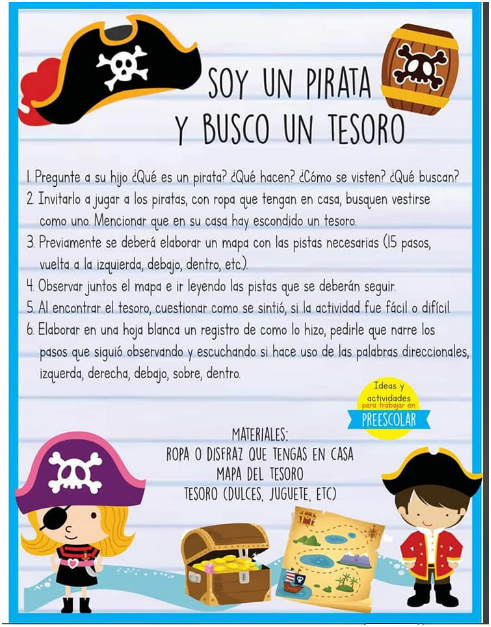 SOY UN PIRATA
Y BUSCO UN TESORO
1. Pregunte a su hijo ¿Qué es un pirata? ¿Qué hacen? ¿Cómo se visten? ¿Qué buscan?
2. Invitarlo a jugar a los piratas, con ropa que tengan en casa, busquen vestirse
como uno. Mencionar que en su casa hay escondido un tesoro.
3. Previamente se deberá elaborar un mapa con las pistas necesarias (15 pasos,
vuelta a la izquierda, debajo, dentro, etc).
4. Observar juntos el mapa e ir leyendo las pistas que se deberán seguir.
5. Al encontrar el tesoro, cuestionar como se sintió, si la actividad fue fácil o difícil.
6. Elaborar en una hoja blanca un registro de como lo hizo, pedirle que narre los
pasos que siguió observando y escuchando si hace uso de las palabras direccionales,
izquerda, derecha, debajo, sobre, dentro.
Ideas y
actividades
para trabajar en
PREESCOLAR
MATERIALES:
ROPA O DISFRAZ QUE TENGAS EN CASA
MAPA DEL TESORO
TESORO (DULCES, JUGUETE, ETC)